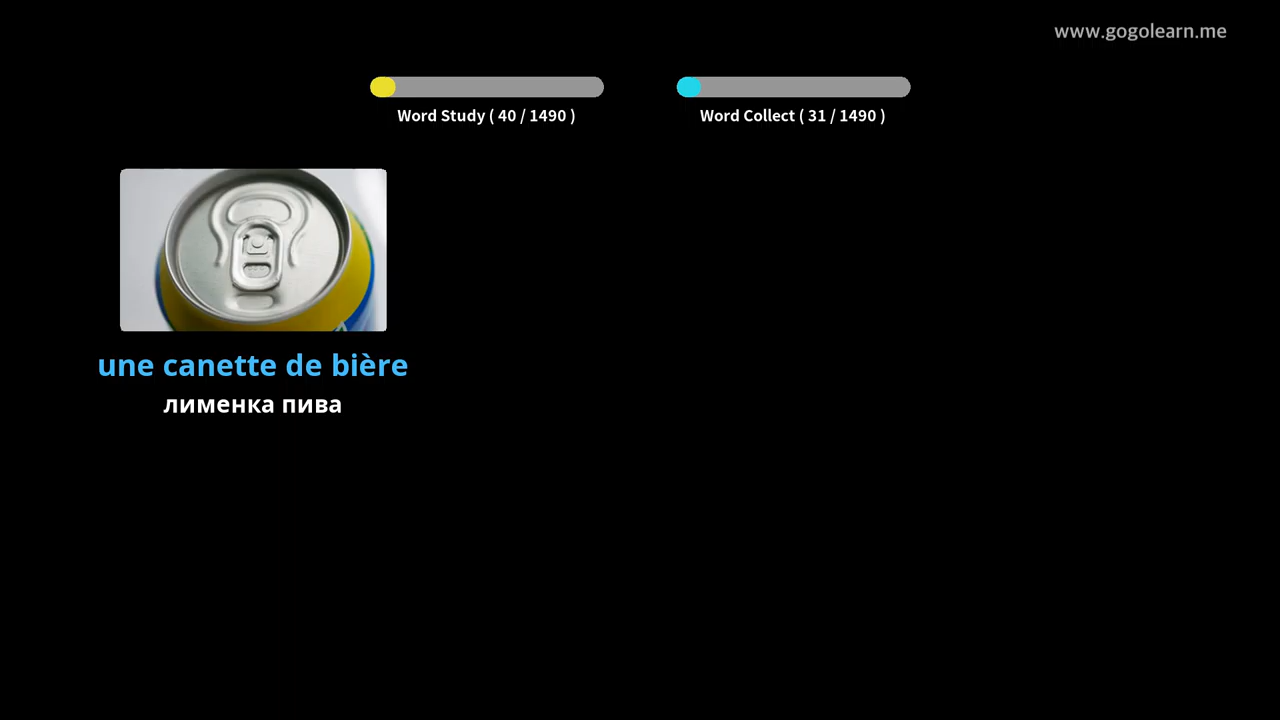 www.gogolearn.me
Word Study ( 40 / 1490 )
Word Collect ( 31 / 1490 )
une canette de bière
лименка пива